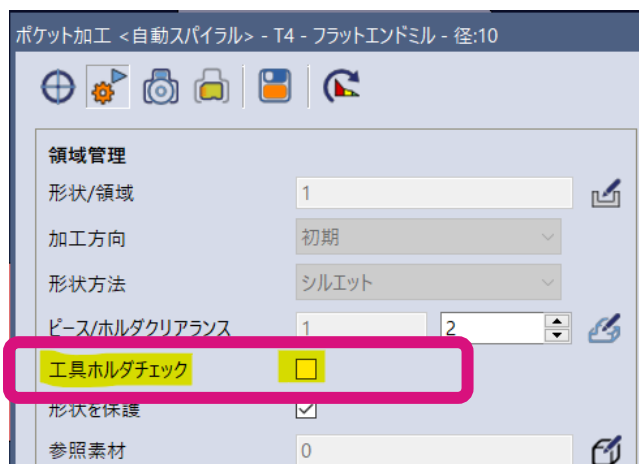 ポケット加工 <自動スパイラル> - T4 - フラットエンドミル - 径:10
領域管理
形状/領域 1
加工方向 初期
形状方法 シルエット
ピース/ホルダクリアランス 1 2
工具ホルダチェック
形状を保護
参照素材 0